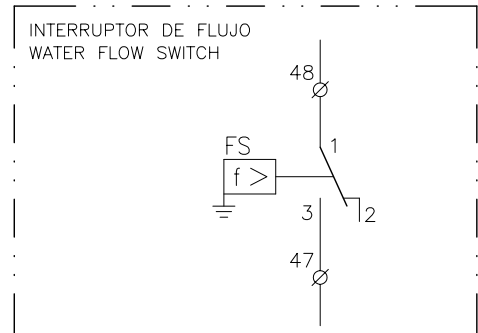 INTERRUPTOR DE FLUJO
WATER FLOW SWITCH
48
1
FS
f >
3
2
47